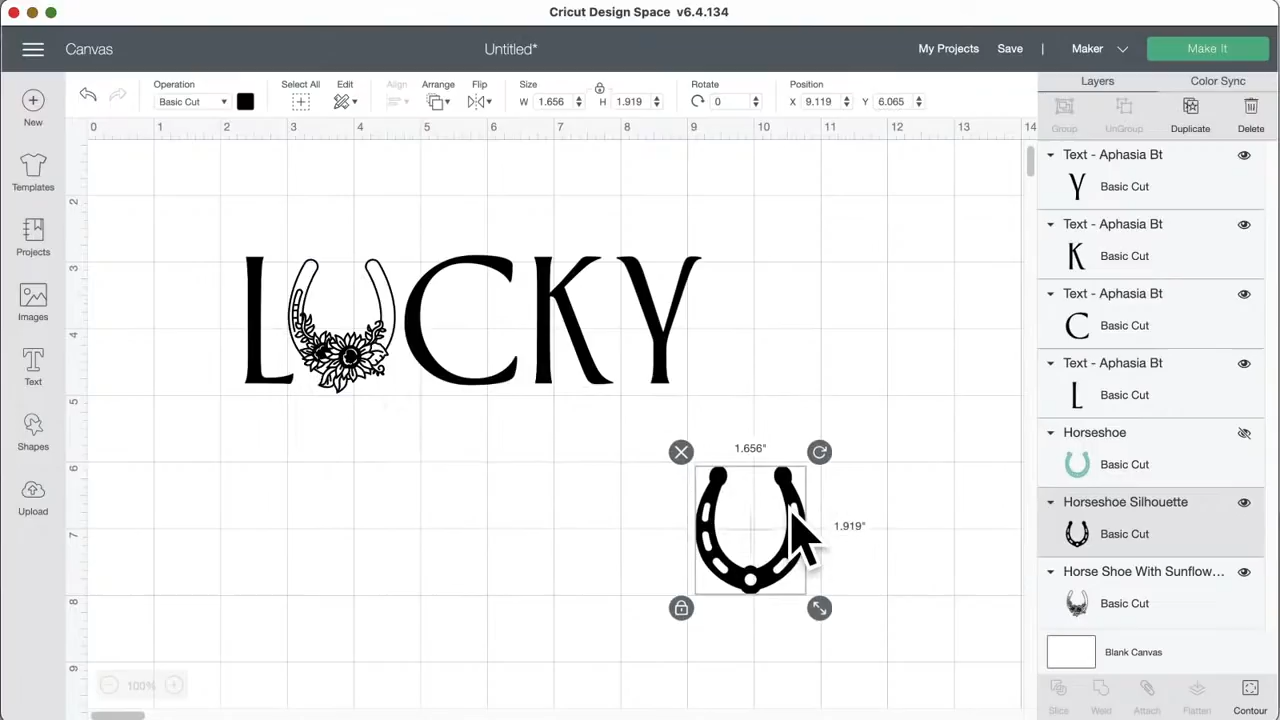 Cricut Design Space v6.4.134
Canvas
Untitled*
My Projects
Save
|
Maker
Make It
Operation
Basic Cut
Select All
Edit
Align
Arrange
Flip
Size
W 1.656
H 1.919
Rotate
0
Position
X 9.119
Y 6.065
Layers
Color Sync
Group
UnGroup
Duplicate
Delete
New
Templates
Projects
Images
Text
Shapes
Upload
0 1 2 3 4 5 6 7 8 9 10 11 12 13 14
2
3
4
5
6
7
8
9
L CKY
1.656"
1.919"
100%
Text - Aphasia Bt
Y Basic Cut
Text - Aphasia Bt
K Basic Cut
Text - Aphasia Bt
C Basic Cut
Text - Aphasia Bt
L Basic Cut
Horseshoe
Basic Cut
Horseshoe Silhouette
Basic Cut
Horse Shoe With Sunflow...
Basic Cut
Blank Canvas
Slice
Weld
Attach
Flatten
Contour